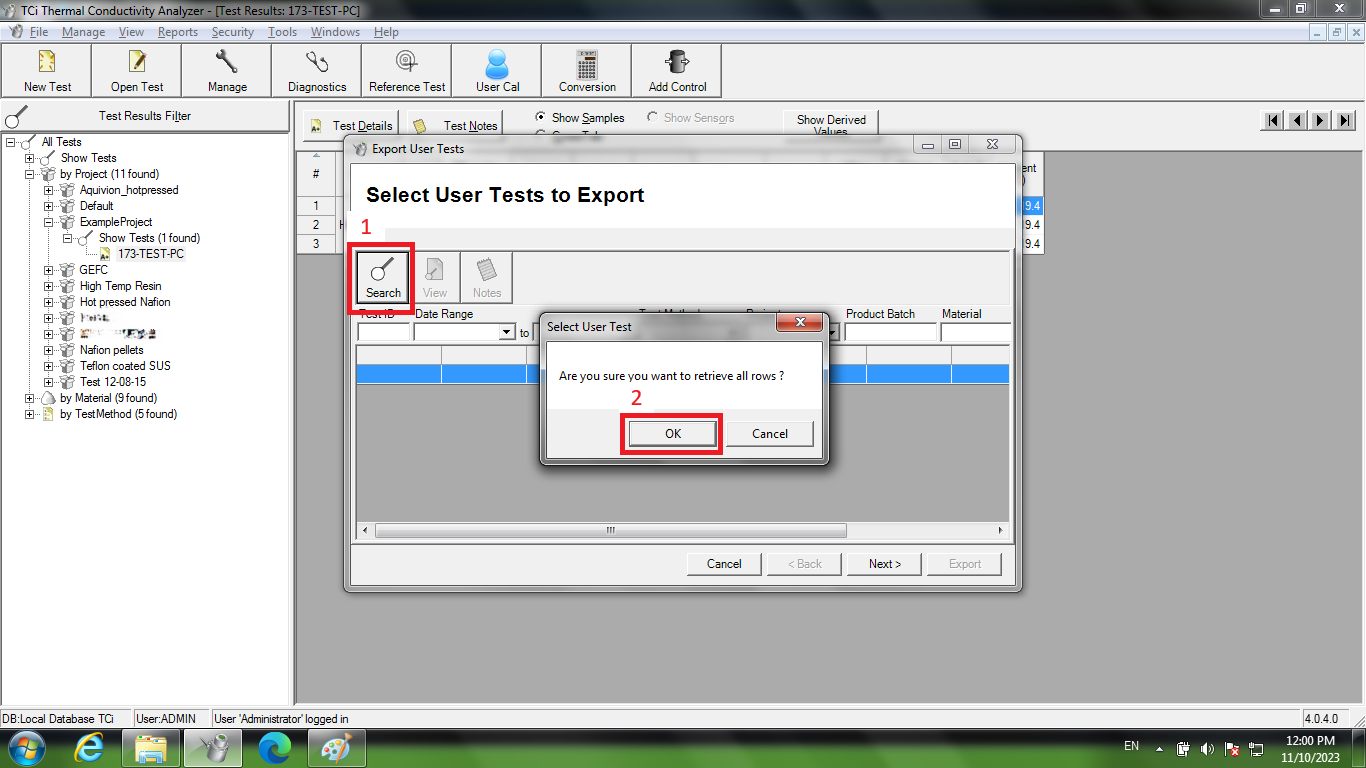 TCi Thermal Conductivity Analyzer - [Test Results: 173-TEST-PC]
File Manage View Reports Security Tools Windows Help
New Test Open Test Manage Diagnostics Reference Test User Cal Conversion Add Control
Test Results Filter
All Tests
Show Tests
by Project (11 found)
Aquivion_hotpressed
Default
ExampleProject
Show Tests (1 found)
173-TEST-PC
GEFC
High Temp Resin
Hot pressed Nafion
Nafion pellets
Teflon coated SUS
Test 12-08-15
by Material (9 found)
by TestMethod (5 found)
Test Details Test Notes Show Samples Show Sensors Show Derived
Values
#
1 9.4
2 9.4
3 9.4
Export User Tests
Select User Tests to Export
1
Search View Notes
Test ID Date Range Product Batch Material
to
Select User Test
Are you sure you want to retrieve all rows ?
2
OK Cancel
Cancel < Back Next > Export
DB:Local Database TCi User:ADMIN User 'Administrator' logged in 4.0.4.0
EN 12:00 PM
11/10/2023